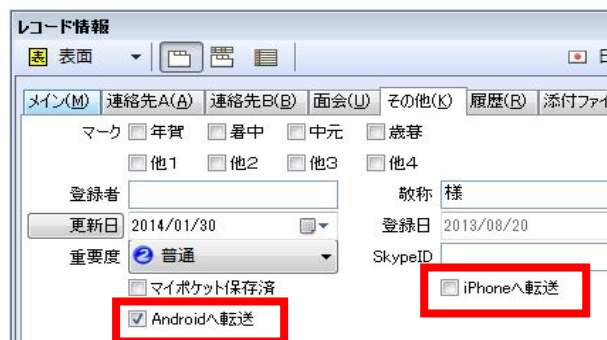 レコード情報
表 表面
メイン(M) 連絡先A(A) 連絡先B(B) 面会(U) その他(K) 履歴(R) 添付ファイ
マーク 年賀 暑中 中元 歳暮
他1 他2 他3 他4
登録者 敬称 様
更新日 2014/01/30 登録日 2013/08/20
重要度 2 普通 SkypeID
マイポケット保存済 iPhoneへ転送
Androidへ転送